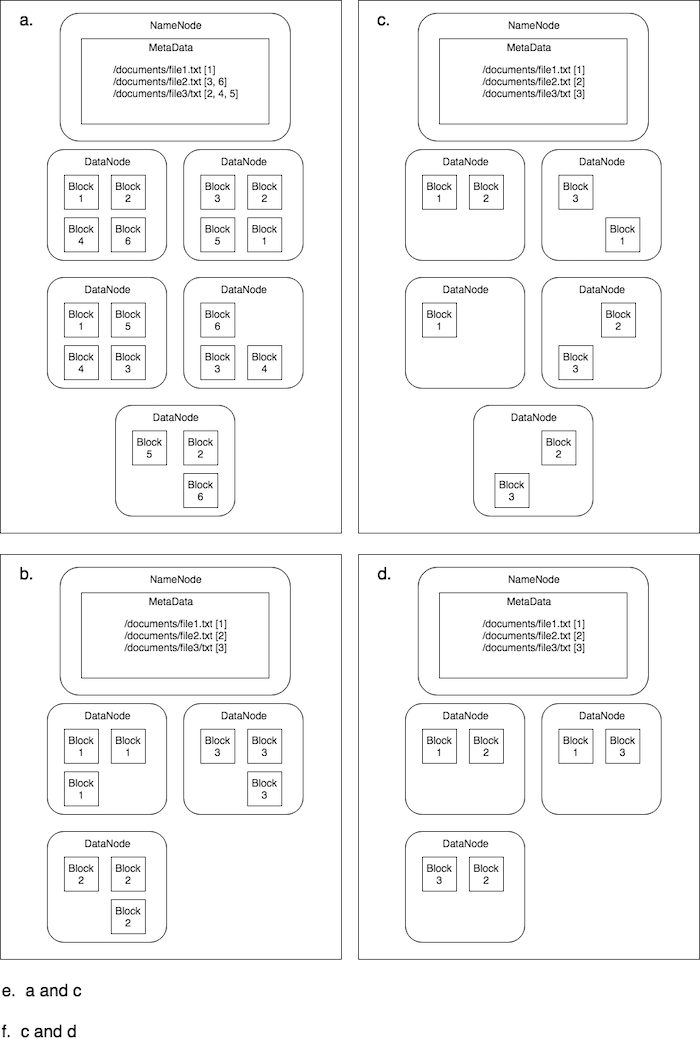 a.
NameNode
MetaData
/documents/file1.txt [1]
/documents/file2.txt [3, 6]
/documents/file3/txt [2, 4, 5]
DataNode
Block
1
Block
2
Block
4
Block
6
DataNode
Block
3
Block
2
Block
5
Block
1
DataNode
Block
1
Block
5
Block
4
Block
3
DataNode
Block
6
Block
3
Block
4
DataNode
Block
5
Block
2
Block
6
c.
NameNode
MetaData
/documents/file1.txt [1]
/documents/file2.txt [2]
/documents/file3/txt [3]
DataNode
Block
1
Block
2
DataNode
Block
3
Block
1
DataNode
Block
1
DataNode
Block
2
Block
3
DataNode
Block
2
Block
3
b.
NameNode
MetaData
/documents/file1.txt [1]
/documents/file2.txt [2]
/documents/file3/txt [3]
DataNode
Block
1
Block
1
Block
1
DataNode
Block
3
Block
3
Block
3
DataNode
Block
2
Block
2
Block
2
d.
NameNode
MetaData
/documents/file1.txt [1]
/documents/file2.txt [2]
/documents/file3/txt [3]
DataNode
Block
1
Block
2
DataNode
Block
1
Block
3
DataNode
Block
3
Block
2
e. a and c
f. c and d